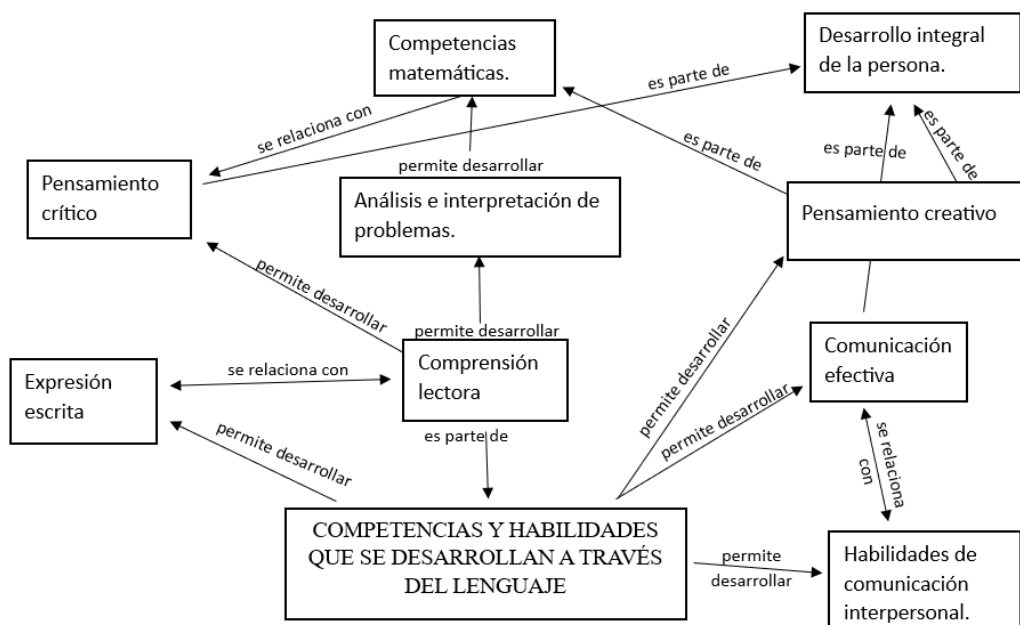 Competencias
matemáticas.
Desarrollo integral
de la persona.
es parte de
se relaciona con
es parte de
es parte de
es parte de
permite desarrollar
Pensamiento
crítico
Análisis e interpretación de
problemas.
Pensamiento creativo
permite desarrollar
permite desarrollar
permite desarrollar
Comprensión
lectora
Comunicación
efectiva
Expresión
escrita
se relaciona con
permite desarrollar
permite desarrollar
es parte de
se relaciona
con
COMPETENCIAS Y HABILIDADES
QUE SE DESARROLLAN A TRAVÉS
DEL LENGUAJE
permite
desarrollar
Habilidades de
comunicación
interpersonal.